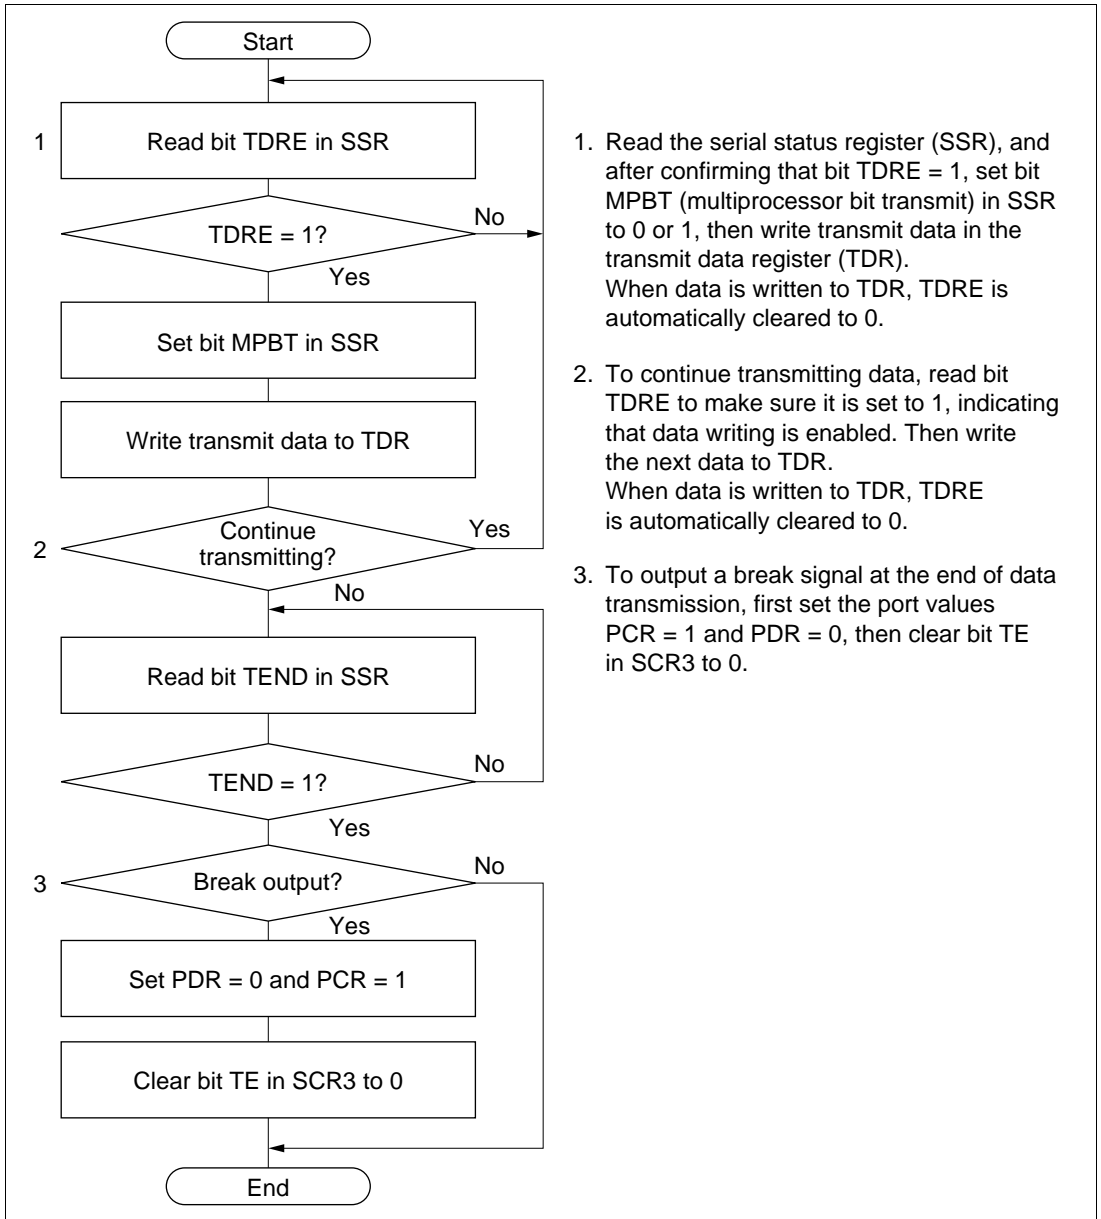 Start
1
Read bit TDRE in SSR
TDRE = 1?
No
Yes
Set bit MPBT in SSR
Write transmit data to TDR
2
Continue
transmitting?
Yes
No
Read bit TEND in SSR
TEND = 1?
No
Yes
3
Break output?
No
Yes
Set PDR = 0 and PCR = 1
Clear bit TE in SCR3 to 0
End
1. Read the serial status register (SSR), and
after confirming that bit TDRE = 1, set bit
MPBT (multiprocessor bit transmit) in SSR
to 0 or 1, then write transmit data in the
transmit data register (TDR).
When data is written to TDR, TDRE is
automatically cleared to 0.
2. To continue transmitting data, read bit
TDRE to make sure it is set to 1, indicating
that data writing is enabled. Then write
the next data to TDR.
When data is written to TDR, TDRE
is automatically cleared to 0.
3. To output a break signal at the end of data
transmission, first set the port values
PCR = 1 and PDR = 0, then clear bit TE
in SCR3 to 0.